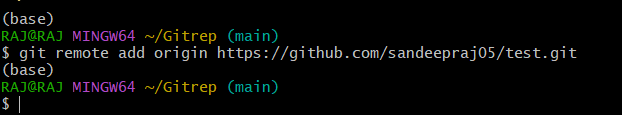 (base)
RAJ@RAJ MINGW64 ~/Gitrep (main)
$ git remote add origin https://github.com/sandeepraj05/test.git
(base)
RAJ@RAJ MINGW64 ~/Gitrep (main)
$